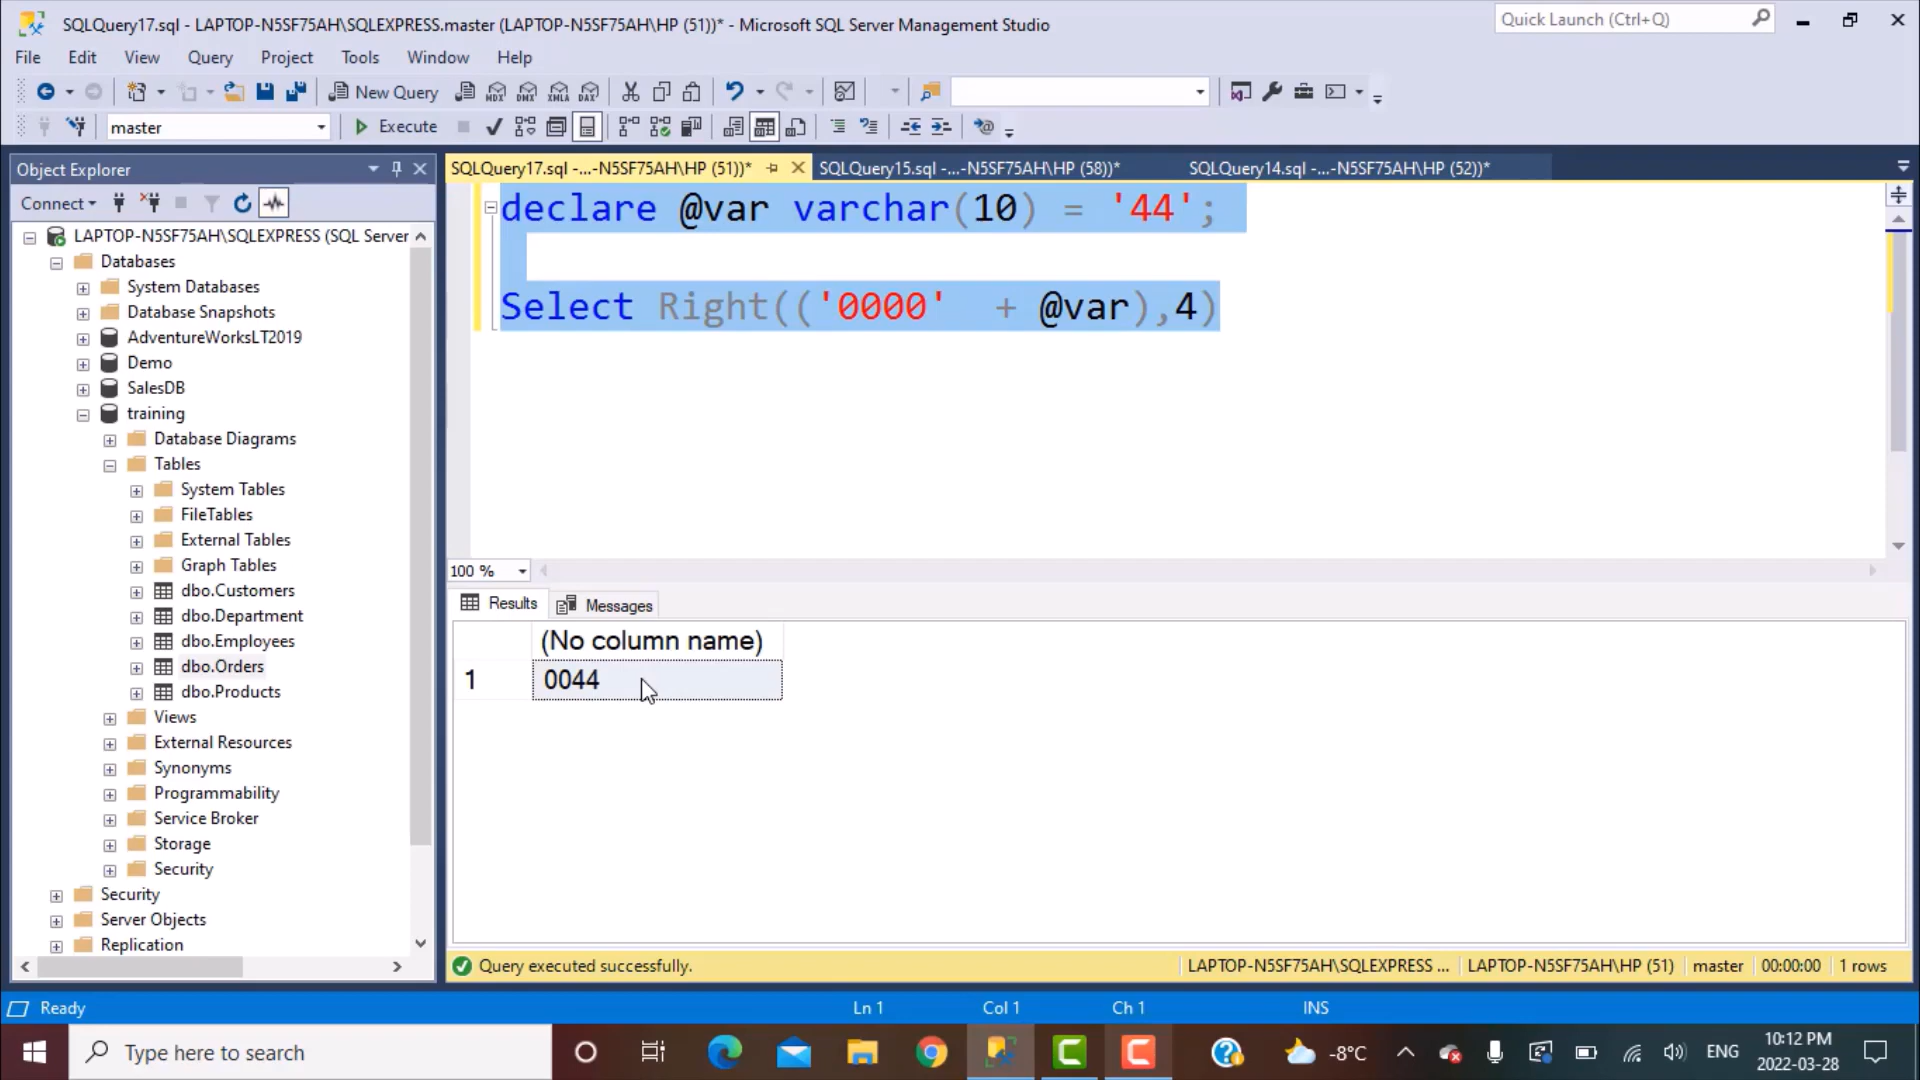 SQLQuery17.sql - LAPTOP-N5SF75AH\SQLEXPRESS.master (LAPTOP-N5SF75AH\HP (51))* - Microsoft SQL Server Management Studio
Quick Launch (Ctrl+Q)
File Edit View Query Project Tools Window Help
New Query MDX DMX XMLA DAX
master Execute
Object Explorer
SQLQuery17.sql -...-N5SF75AH\HP (51))* SQLQuery15.sql -...-N5SF75AH\HP (58))* SQLQuery14.sql -...-N5SF75AH\HP (52))*
Connect
LAPTOP-N5SF75AH\SQLEXPRESS (SQL Server
Databases
System Databases
Database Snapshots
AdventureWorksLT2019
Demo
SalesDB
training
Database Diagrams
Tables
System Tables
FileTables
External Tables
Graph Tables
dbo.Customers
dbo.Department
dbo.Employees
dbo.Orders
dbo.Products
Views
External Resources
Synonyms
Programmability
Service Broker
Storage
Security
Security
Server Objects
Replication
declare @var varchar(10) = '44';
Select Right(('0000' + @var),4)
100 %
Results Messages
(No column name)
1 0044
Query executed successfully. LAPTOP-N5SF75AH\SQLEXPRESS ... LAPTOP-N5SF75AH\HP (51) master 00:00:00 1 rows
Ready Ln 1 Col 1 Ch 1 INS
Type here to search
-8°C ENG 10:12 PM
2022-03-28